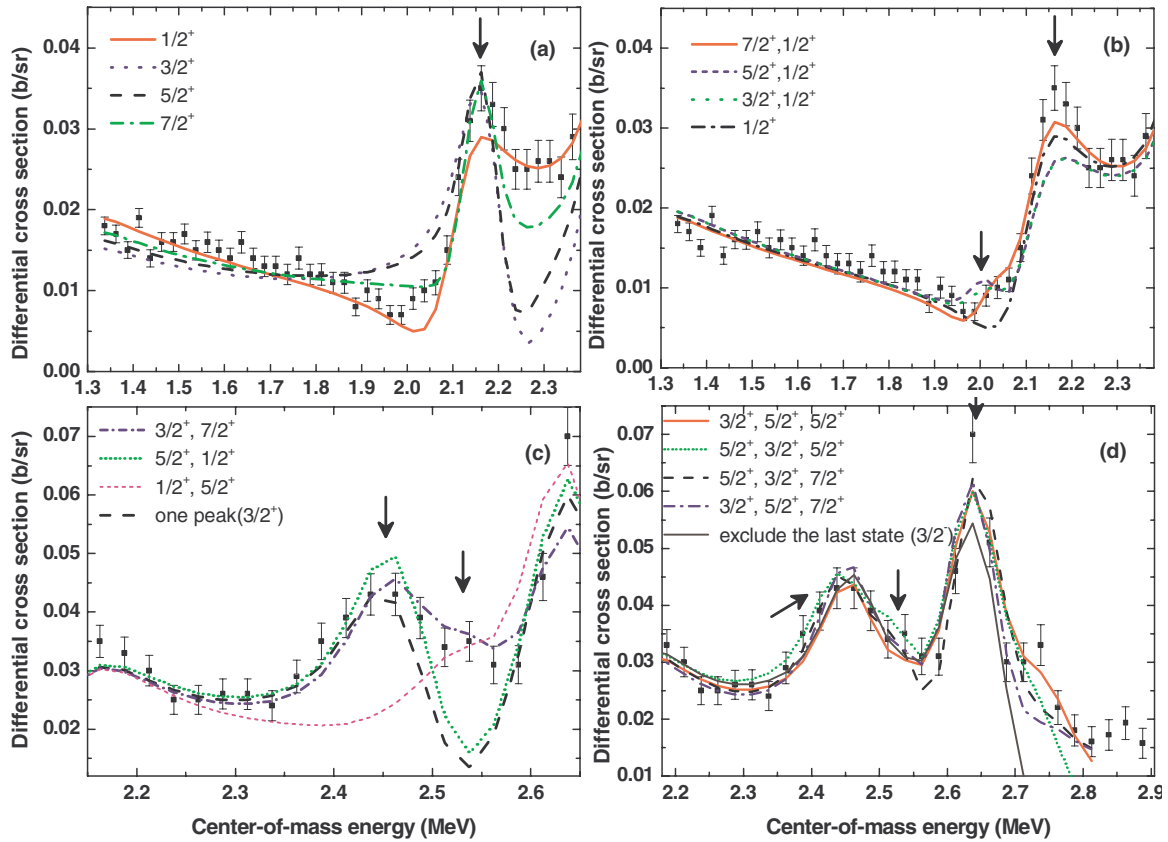 Differential cross section (b/sr)
0.04
0.03
0.02
0.01
0.00
1/2+
3/2+
5/2+
7/2+
(a)
1.3 1.4 1.5 1.6 1.7 1.8 1.9 2.0 2.1 2.2 2.3
Differential cross section (b/sr)
0.04
0.03
0.02
0.01
0.00
7/2+,1/2+
5/2+,1/2+
3/2+,1/2+
1/2+
(b)
1.3 1.4 1.5 1.6 1.7 1.8 1.9 2.0 2.1 2.2 2.3
Differential cross section (b/sr)
0.07
0.06
0.05
0.04
0.03
0.02
3/2+, 7/2+
5/2+, 1/2+
1/2+, 5/2+
one peak(3/2+)
(c)
2.2 2.3 2.4 2.5 2.6
Center-of-mass energy (MeV)
Differential cross section (b/sr)
0.07
0.06
0.05
0.04
0.03
0.02
0.01
3/2+, 5/2+, 5/2+
5/2+, 3/2+, 5/2+
5/2+, 3/2+, 7/2+
3/2+, 5/2+, 7/2+
exclude the last state (3/2-)
(d)
2.2 2.3 2.4 2.5 2.6 2.7 2.8 2.9
Center-of-mass energy (MeV)